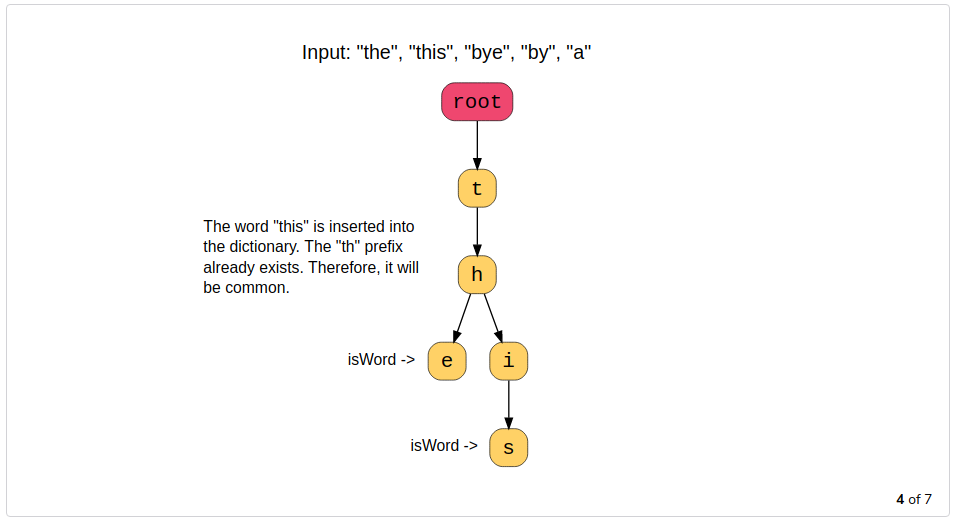 Input: "the", "this", "bye", "by", "a"
root
t
The word "this" is inserted into
the dictionary. The "th" prefix
already exists. Therefore, it will
be common.
h
isWord -> e i
isWord -> s
4 of 7